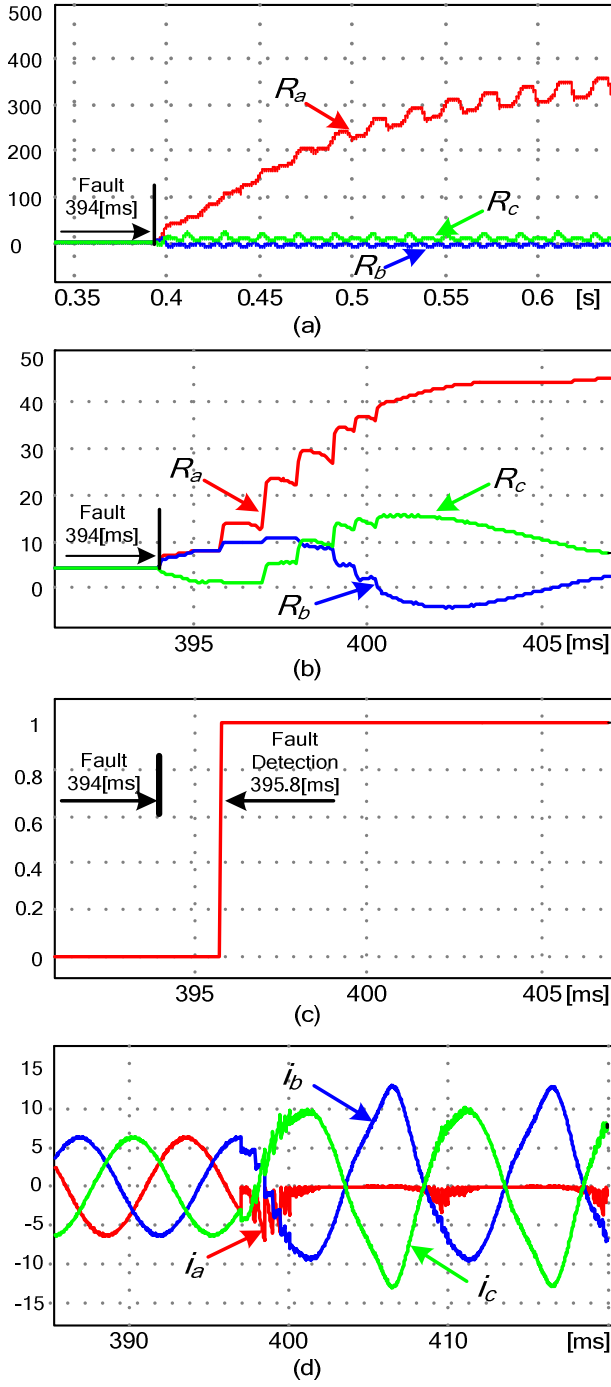 500
400
300
200
100
0
Fault
394[ms]
Ra
Rc
Rb
0.35 0.4 0.45 0.5 0.55 0.6 [s]
(a)
50
40
30
20
10
0
Fault
394[ms]
Ra
Rc
Rb
395 400 405 [ms]
(b)
1
0.8
0.6
0.4
0.2
0
Fault
394[ms]
Fault
Detection
395.8[ms]
395 400 405 [ms]
(c)
15
10
5
0
-5
-10
-15
ib
ia
ic
390 400 410 [ms]
(d)